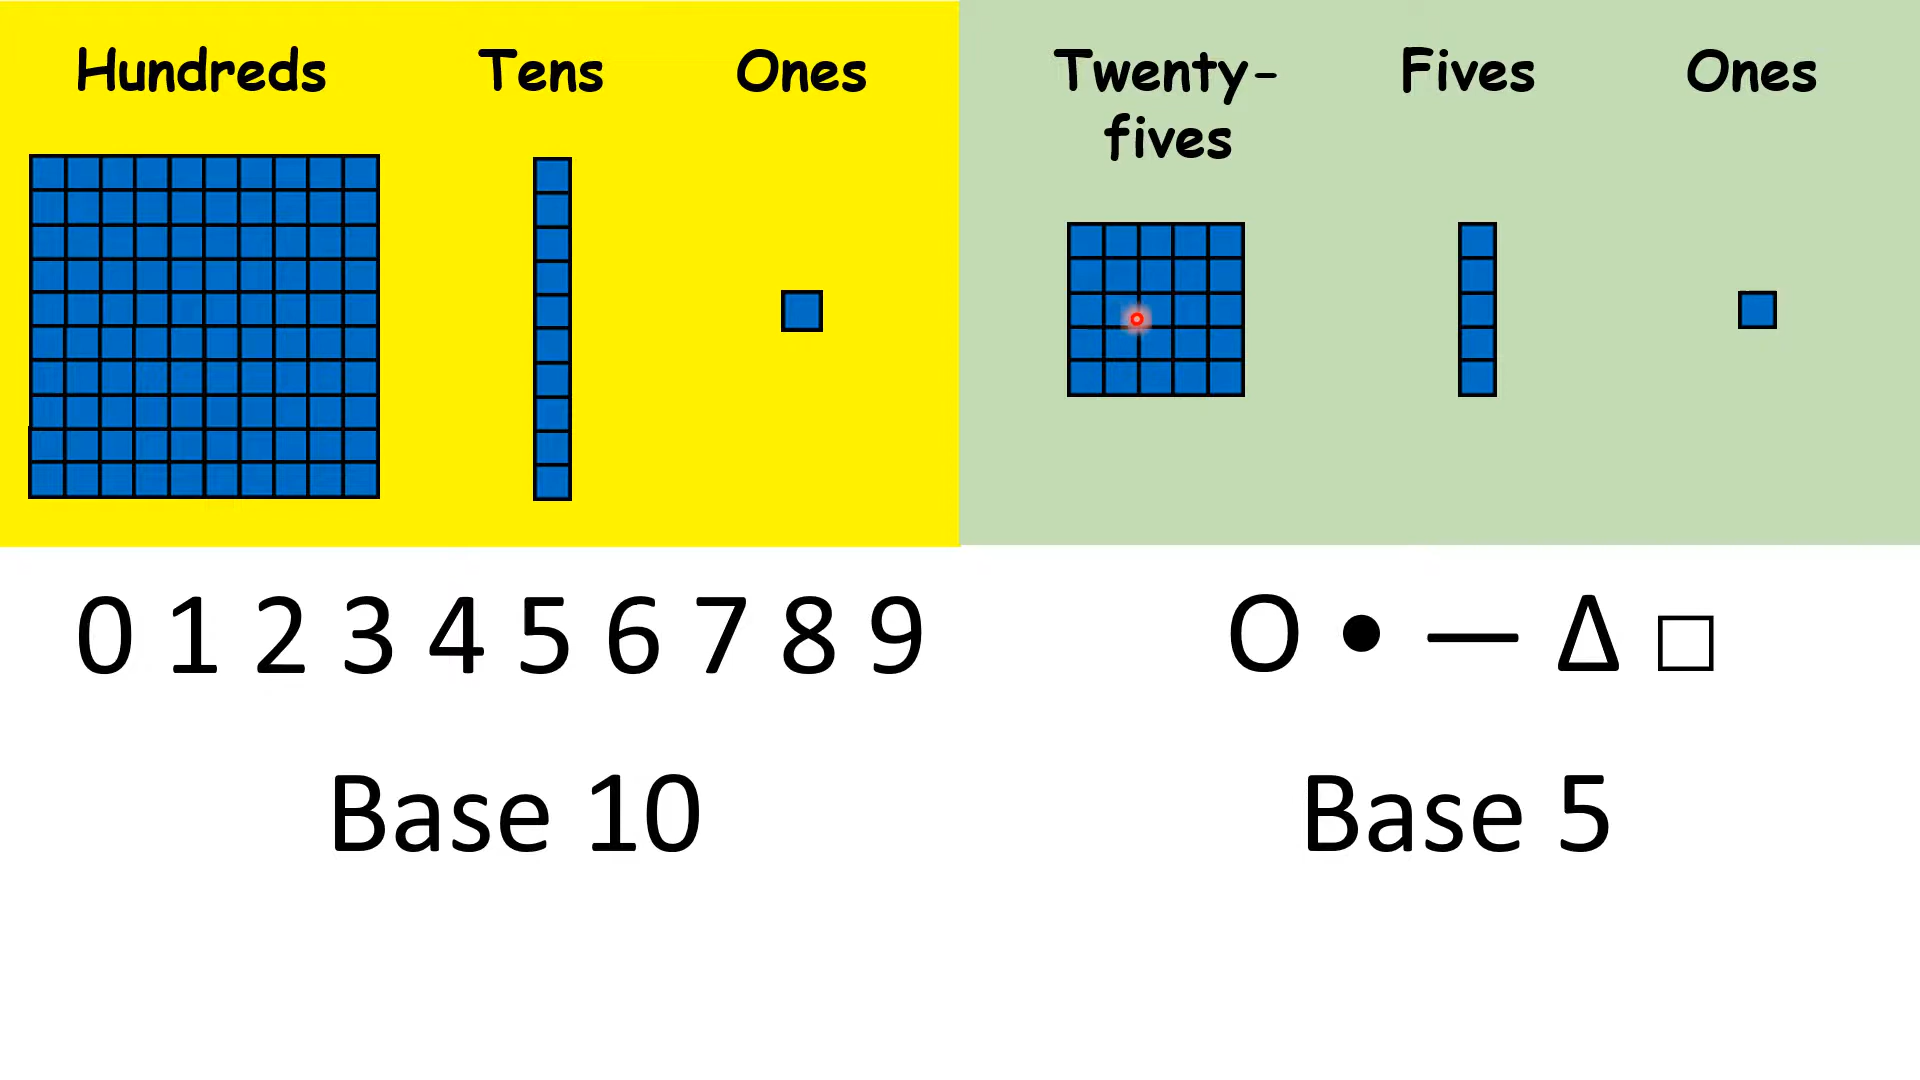 Hundreds Tens Ones
Twenty-
fives
Fives Ones
0 1 2 3 4 5 6 7 8 9
O • — Δ □
Base 10
Base 5